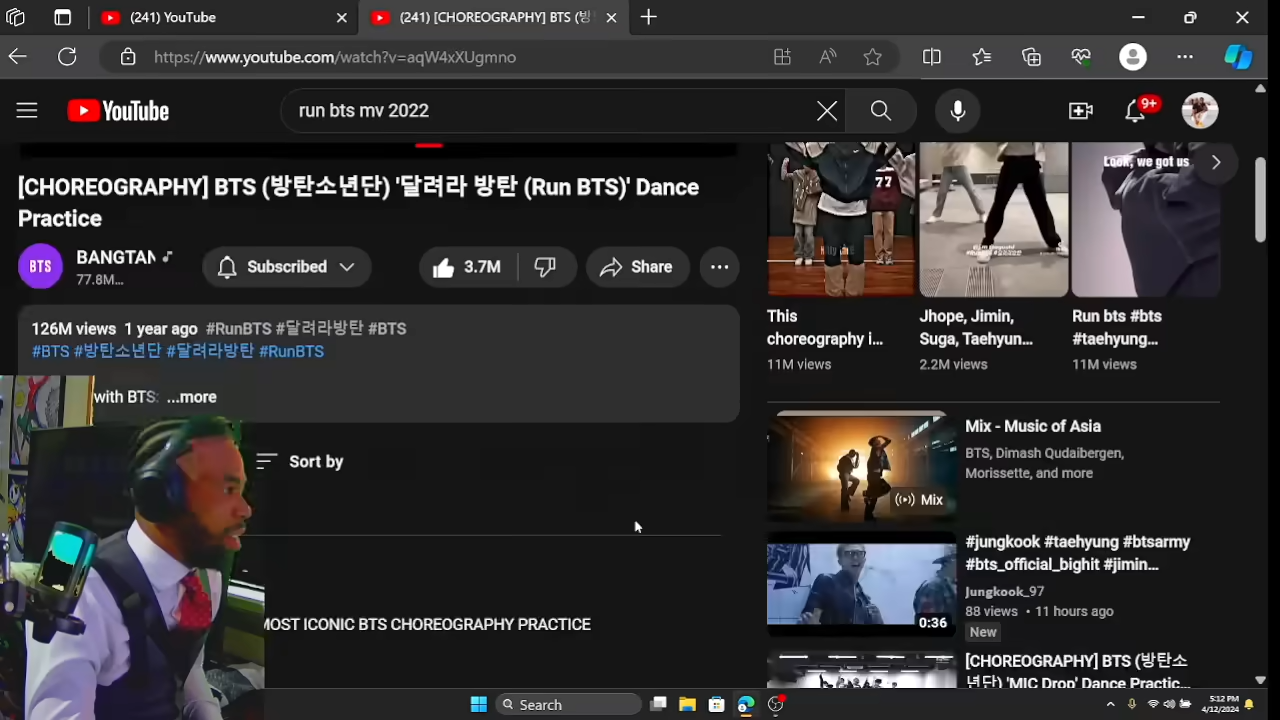 (241) YouTube
(241) [CHOREOGRAPHY] BTS (방
https://www.youtube.com/watch?v=aqW4xXUgmno
YouTube
run bts mv 2022
9+
[CHOREOGRAPHY] BTS (방탄소년단) '달려라 방탄 (Run BTS)' Dance
Practice
BTS
BANGTAN
77.8M...
Subscribed
3.7M
Share
126M views 1 year ago #RunBTS #달려라방탄 #BTS
#BTS #방탄소년단 #달려라방탄 #RunBTS
with BTS: ...more
Sort by
MOST ICONIC BTS CHOREOGRAPHY PRACTICE
77
Look, we got us
This
choreography i...
11M views
Jhope, Jimin,
Suga, Taehyun...
2.2M views
Run bts #bts
#taehyung...
11M views
Mix
Mix - Music of Asia
BTS, Dimash Qudaibergen,
Morissette, and more
0:36
#jungkook #taehyung #btsarmy
#bts_official_bighit #jimin...
Jungkook_97
88 views • 11 hours ago
New
[CHOREOGRAPHY] BTS (방탄소
년단) 'MIC Drop' Dance Practic...
Search
5:12 PM
4/12/2024